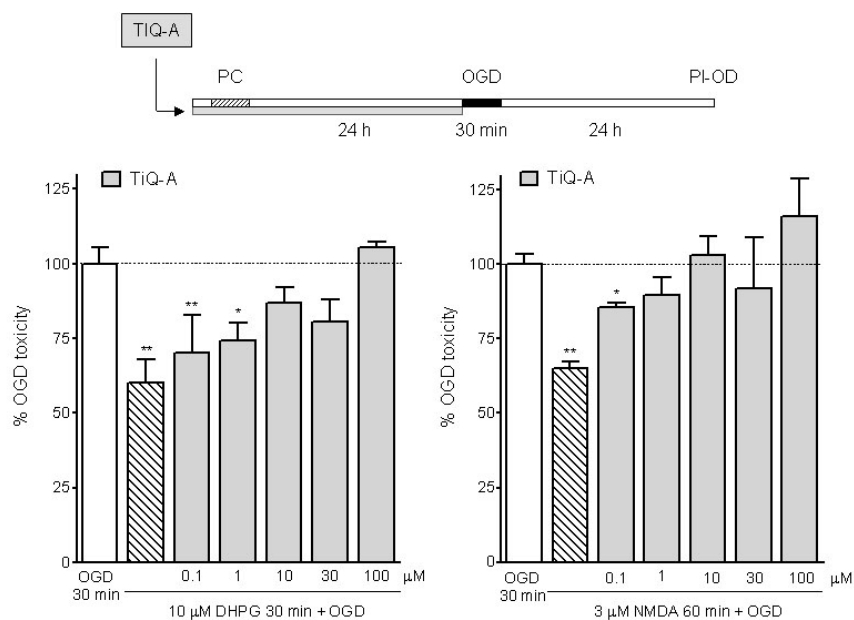 TIQ-A
PC OGD PI-OD
24 h 30 min 24 h
TiQ-A
125
100
75
50
25
0
% OGD toxicity
**
**
*
OGD 0.1 1 10 30 100 μM
30 min
10 μM DHPG 30 min + OGD
TiQ-A
125
100
75
50
25
0
% OGD toxicity
**
*
OGD 0.1 1 10 30 100 μM
30 min
3 μM NMDA 60 min + OGD